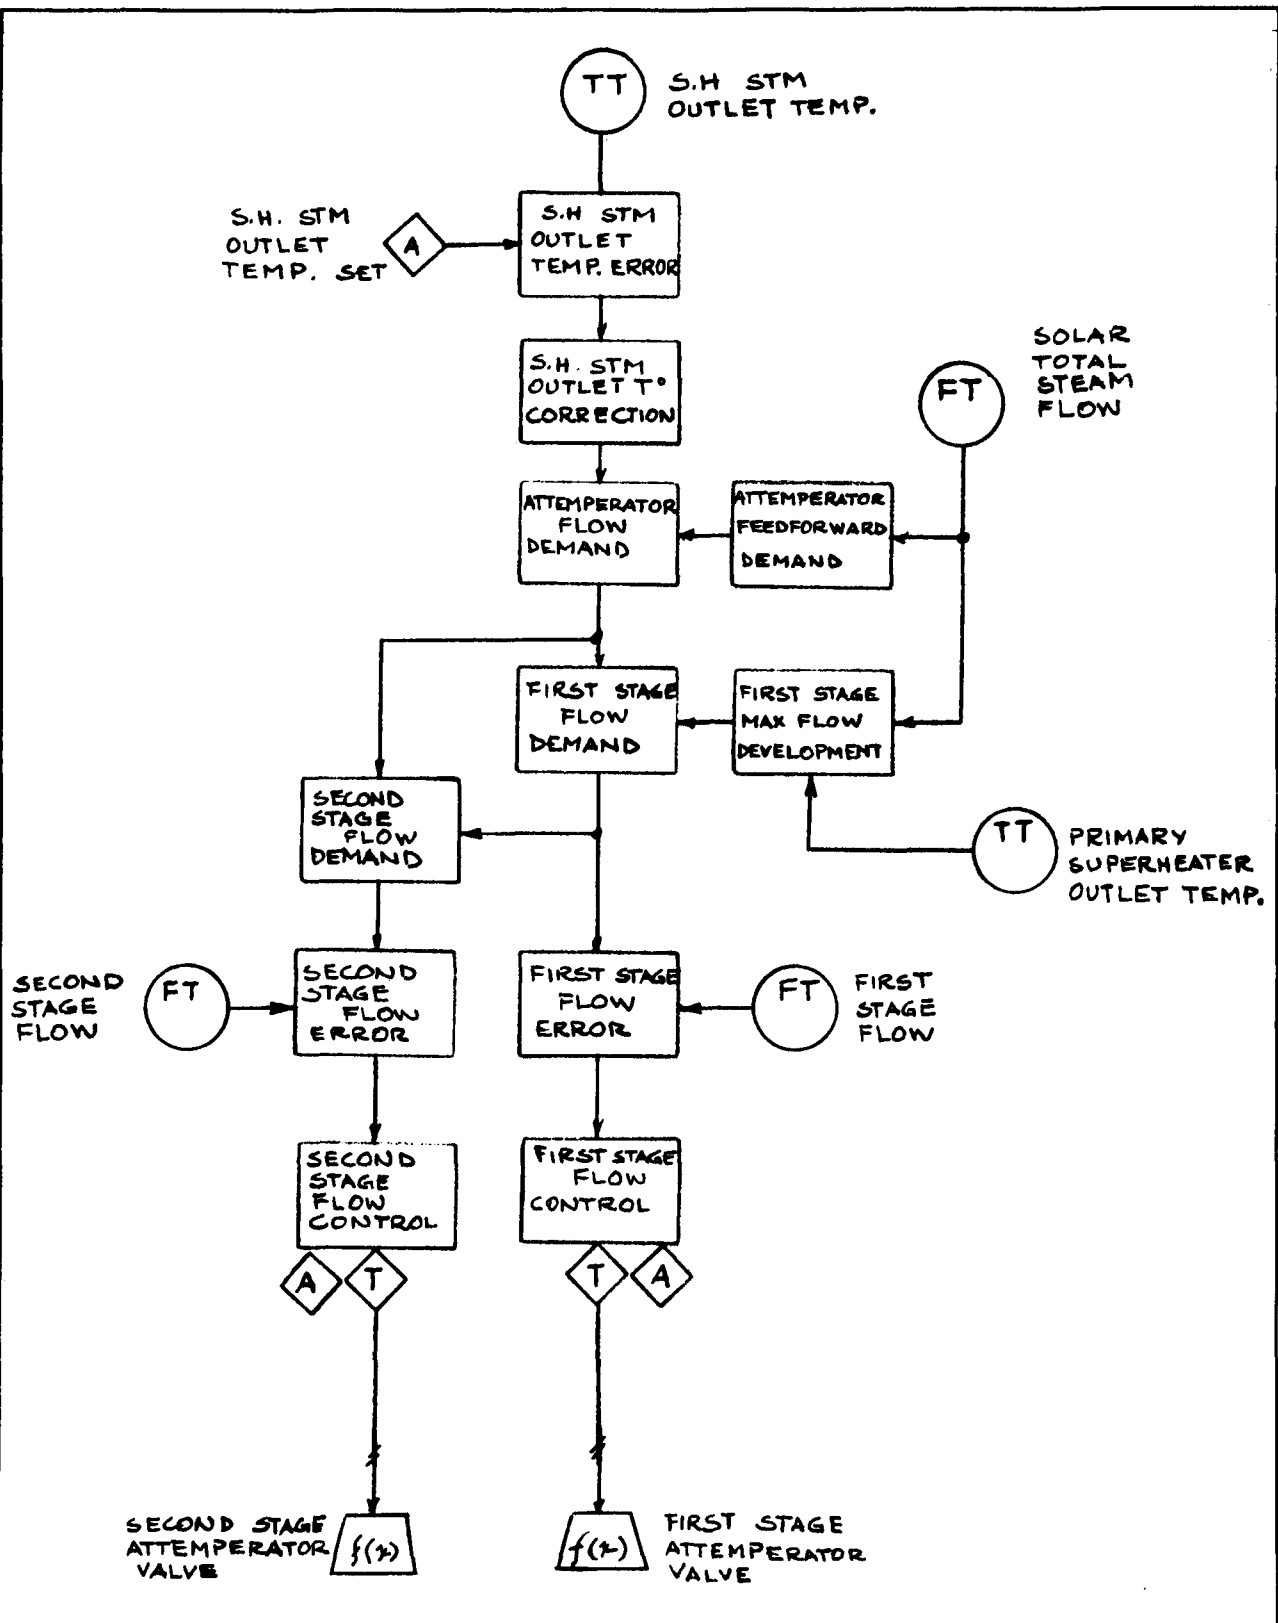 TT
S.H STM
OUTLET TEMP.
S.H. STM
OUTLET
TEMP. SET
A
S.H STM
OUTLET
TEMP. ERROR
S.H. STM
OUTLET T°
CORRECTION
SOLAR
TOTAL
STEAM
FLOW
FT
ATTEMPERATOR
FLOW
DEMAND
ATTEMPERATOR
FEEDFORWARD
DEMAND
FIRST STAGE
FLOW
DEMAND
FIRST STAGE
MAX FLOW
DEVELOPMENT
SECOND
STAGE
FLOW
DEMAND
TT
PRIMARY
SUPERHEATER
OUTLET TEMP.
SECOND
STAGE
FLOW
FT
SECOND
STAGE
FLOW
ERROR
FIRST STAGE
FLOW
ERROR
FT
FIRST
STAGE
FLOW
SECOND
STAGE
FLOW
CONTROL
FIRST STAGE
FLOW
CONTROL
A
T
T
A
SECOND STAGE
ATTEMPERATOR
VALVE
f(x)
f(x)
FIRST STAGE
ATTEMPERATOR
VALVE